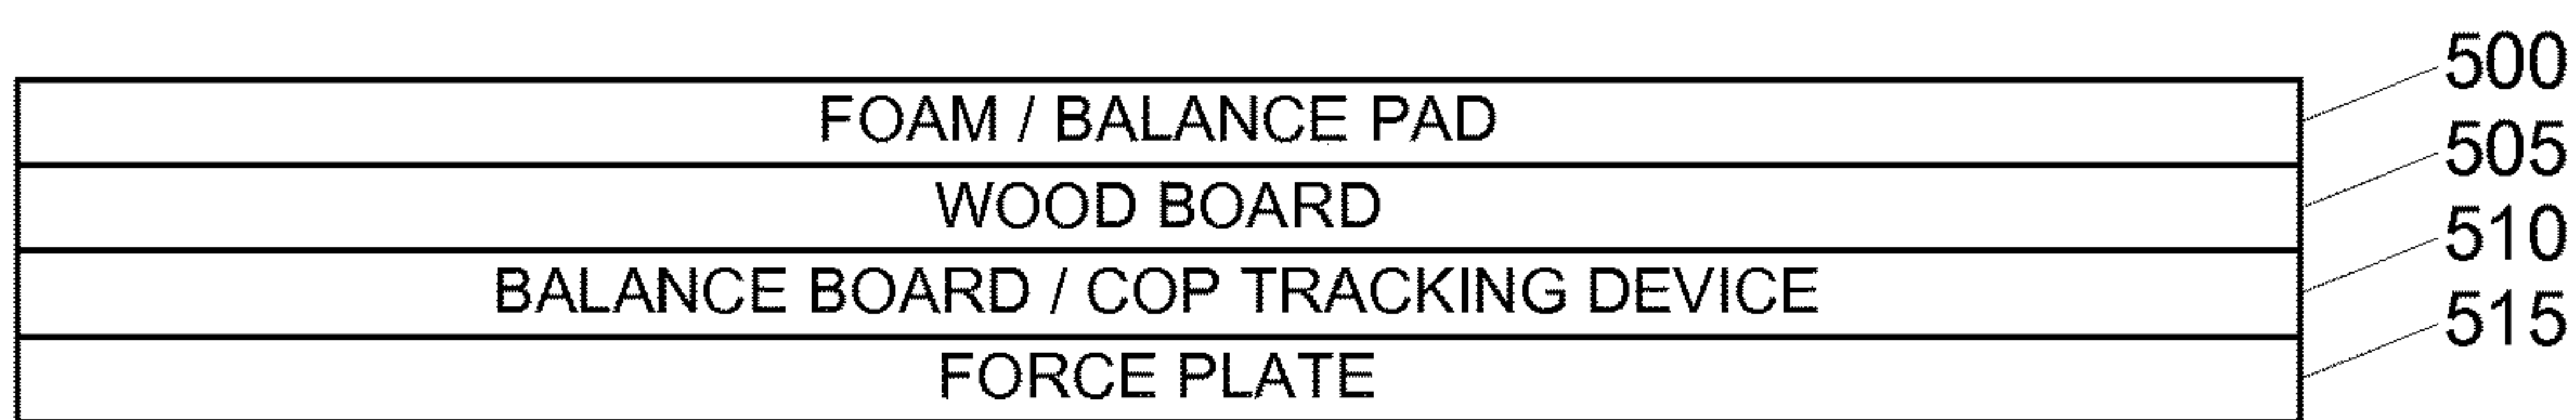 500
FOAM / BALANCE PAD
505
WOOD BOARD
510
BALANCE BOARD / COP TRACKING DEVICE
515
FORCE PLATE